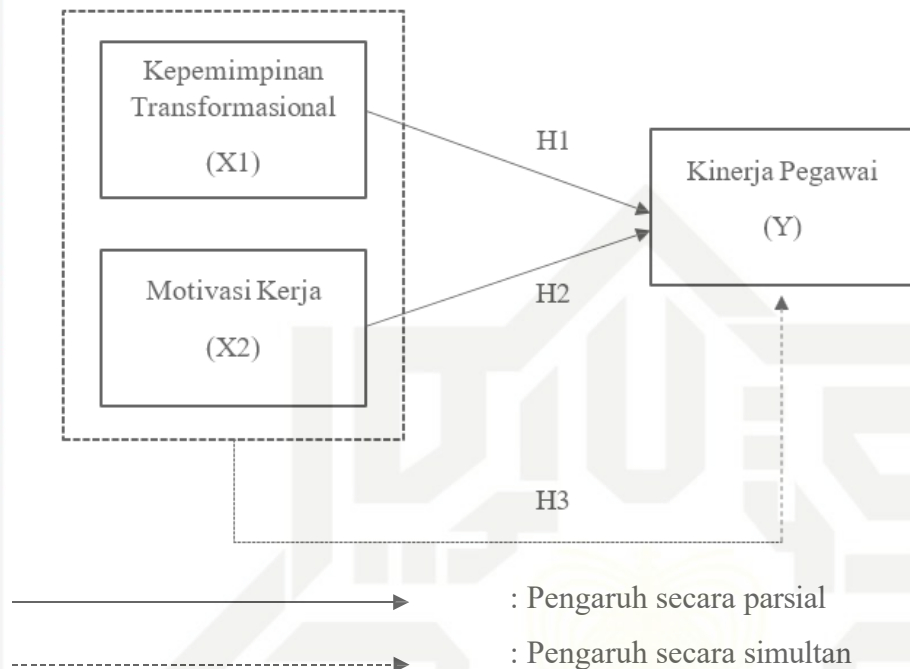 Kepemimpinan
Transformasional
(X1)
H1
Kinerja Pegawai
(Y)
Motivasi Kerja
(X2)
H2
H3
: Pengaruh secara parsial
: Pengaruh secara simultan